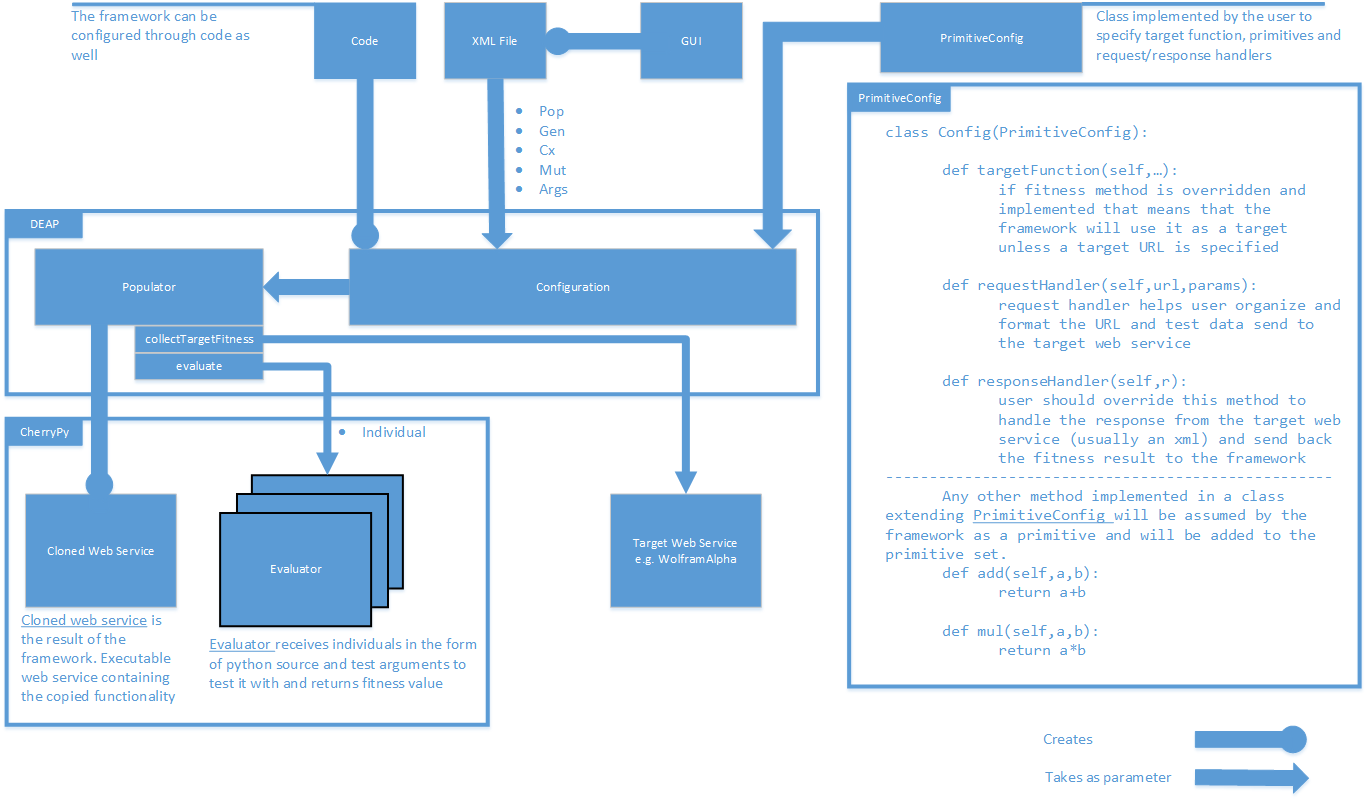 The framework can be
configured through code as
well
Code
XML File
GUI
PrimitiveConfig
Class implemented by the user to
specify target function, primitives and
request/response handlers
• Pop
• Gen
• Cx
• Mut
• Args
DEAP
Populator
Configuration
collectTargetFitness
evaluate
CherryPy
• Individual
Cloned Web Service
Evaluator
Target Web Service
e.g. WolframAlpha
Cloned web service is
the result of the
framework. Executable
web service containing
the copied functionality
Evaluator receives individuals in the form
of python source and test arguments to
test it with and returns fitness value
PrimitiveConfig
class Config(PrimitiveConfig):
def targetFunction(self,…):
if fitness method is overridden and
implemented that means that the
framework will use it as a target
unless a target URL is specified
def requestHandler(self,url,params):
request handler helps user organize and
format the URL and test data send to
the target web service
def responseHandler(self,r):
user should override this method to
handle the response from the target web
service (usually an xml) and send back
the fitness result to the framework
--------------------------------------------------
Any other method implemented in a class
extending PrimitiveConfig will be assumed by the
framework as a primitive and will be added to the
primitive set.
def add(self,a,b):
return a+b
def mul(self,a,b):
return a*b
Creates
Takes as parameter